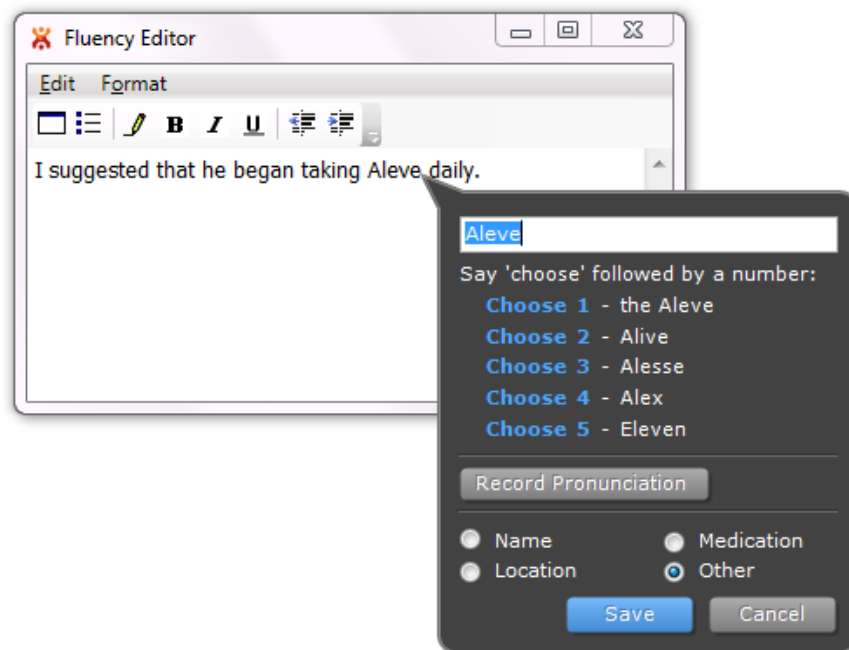 Fluency Editor
Edit Format
B I U
I suggested that he began taking Aleve daily.
Aleve
Say 'choose' followed by a number:
Choose 1 - the Aleve
Choose 2 - Alive
Choose 3 - Alesse
Choose 4 - Alex
Choose 5 - Eleven
Record Pronunciation
Name Medication
Location Other
Save Cancel